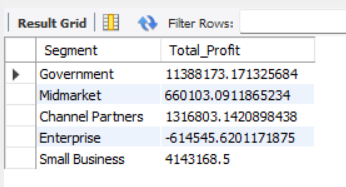 Result Grid Filter Rows:
Segment Total_Profit
Government 11388173.171325684
Midmarket 660103.0911865234
Channel Partners 1316803.1420898438
Enterprise -614545.6201171875
Small Business 4143168.5